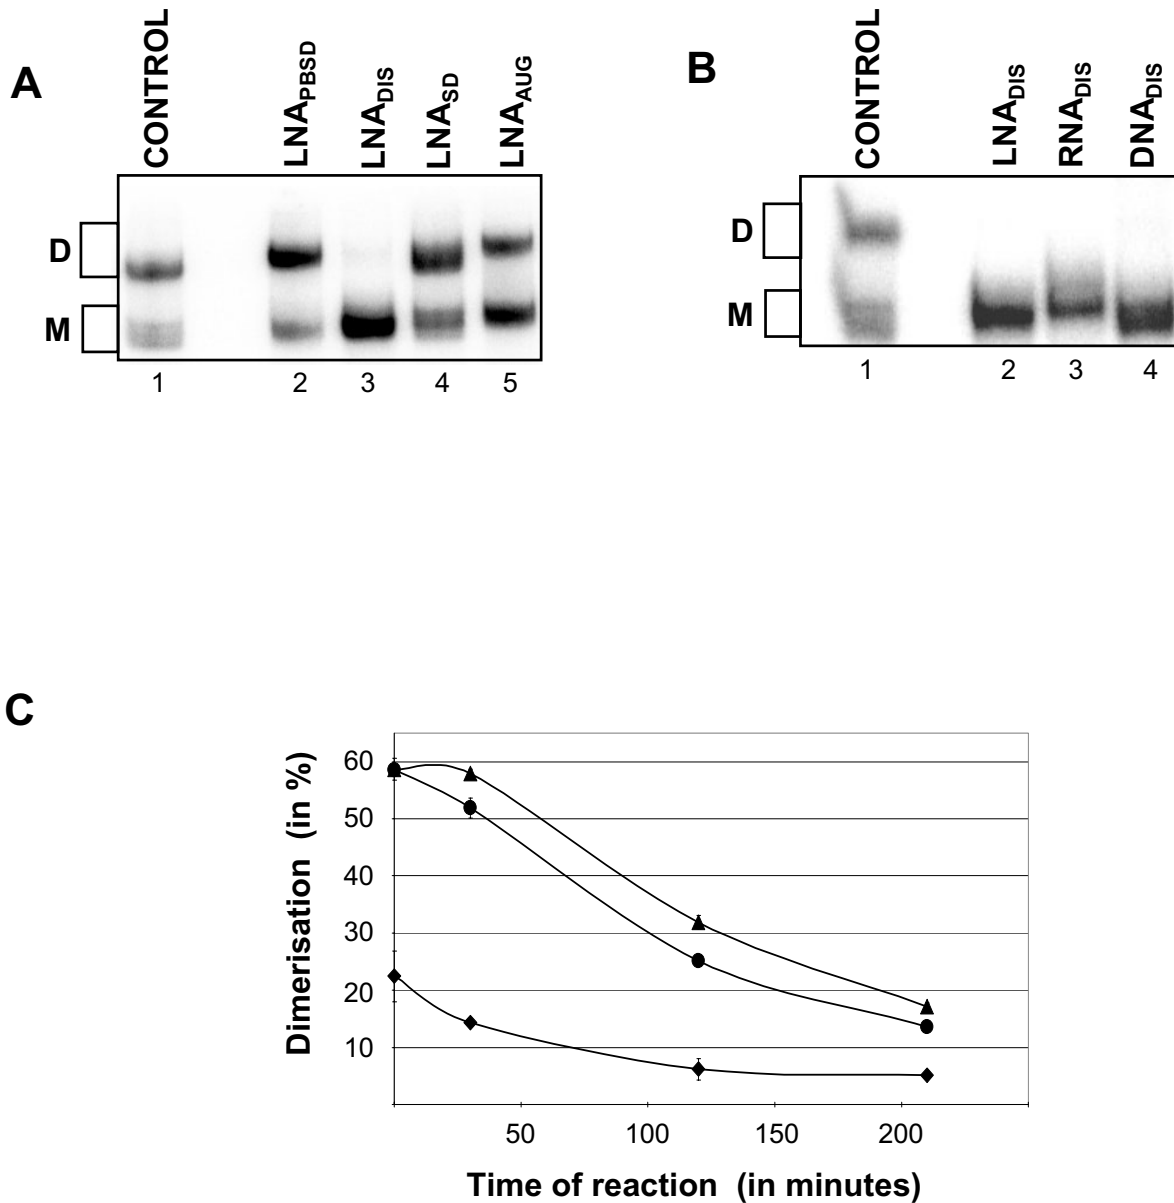 A
CONTROL LNAPBSD LNADIS LNASD LNAAUG
D
M
1 2 3 4 5
B
CONTROL LNADIS RNADIS DNADIS
D
M
1 2 3 4
C
Dimerisation (in %)
60
50
40
30
20
10
50 100 150 200
Time of reaction (in minutes)